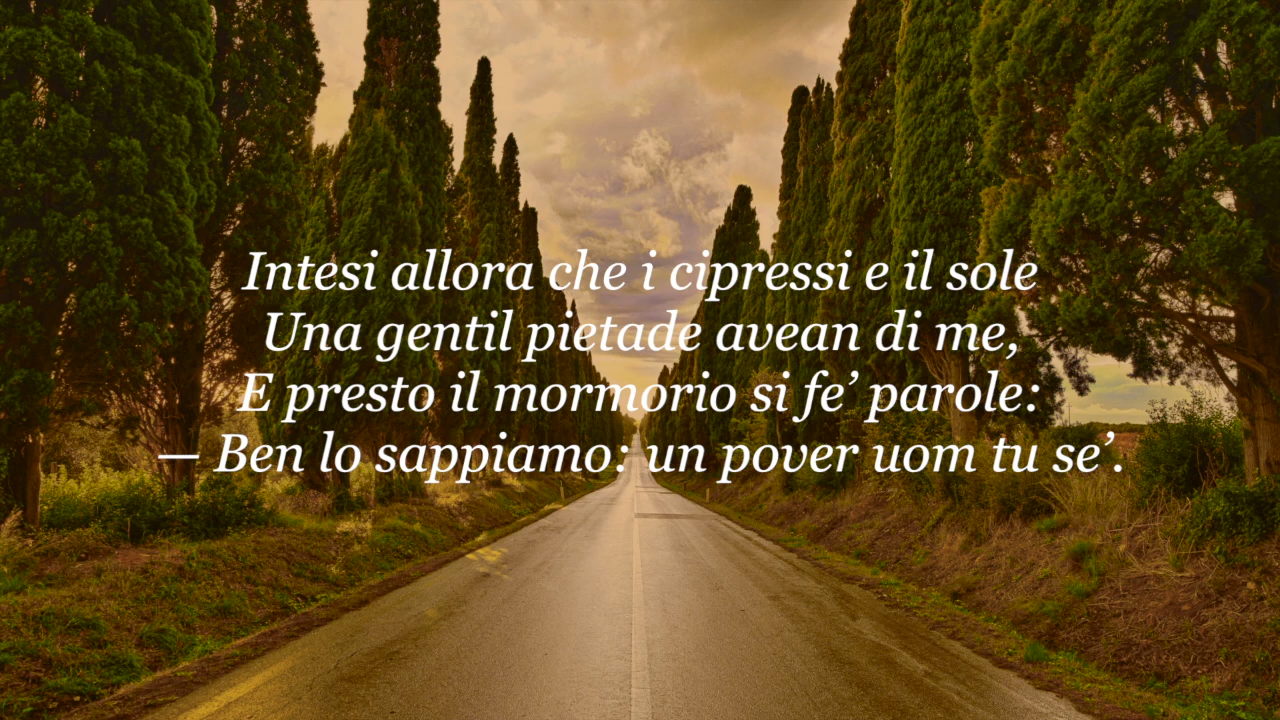 Intesi allora che i cipressi e il sole
Una gentil pietade avean di me,
E presto il mormorio si fe’ parole:
— Ben lo sappiamo: un pover uom tu se’.